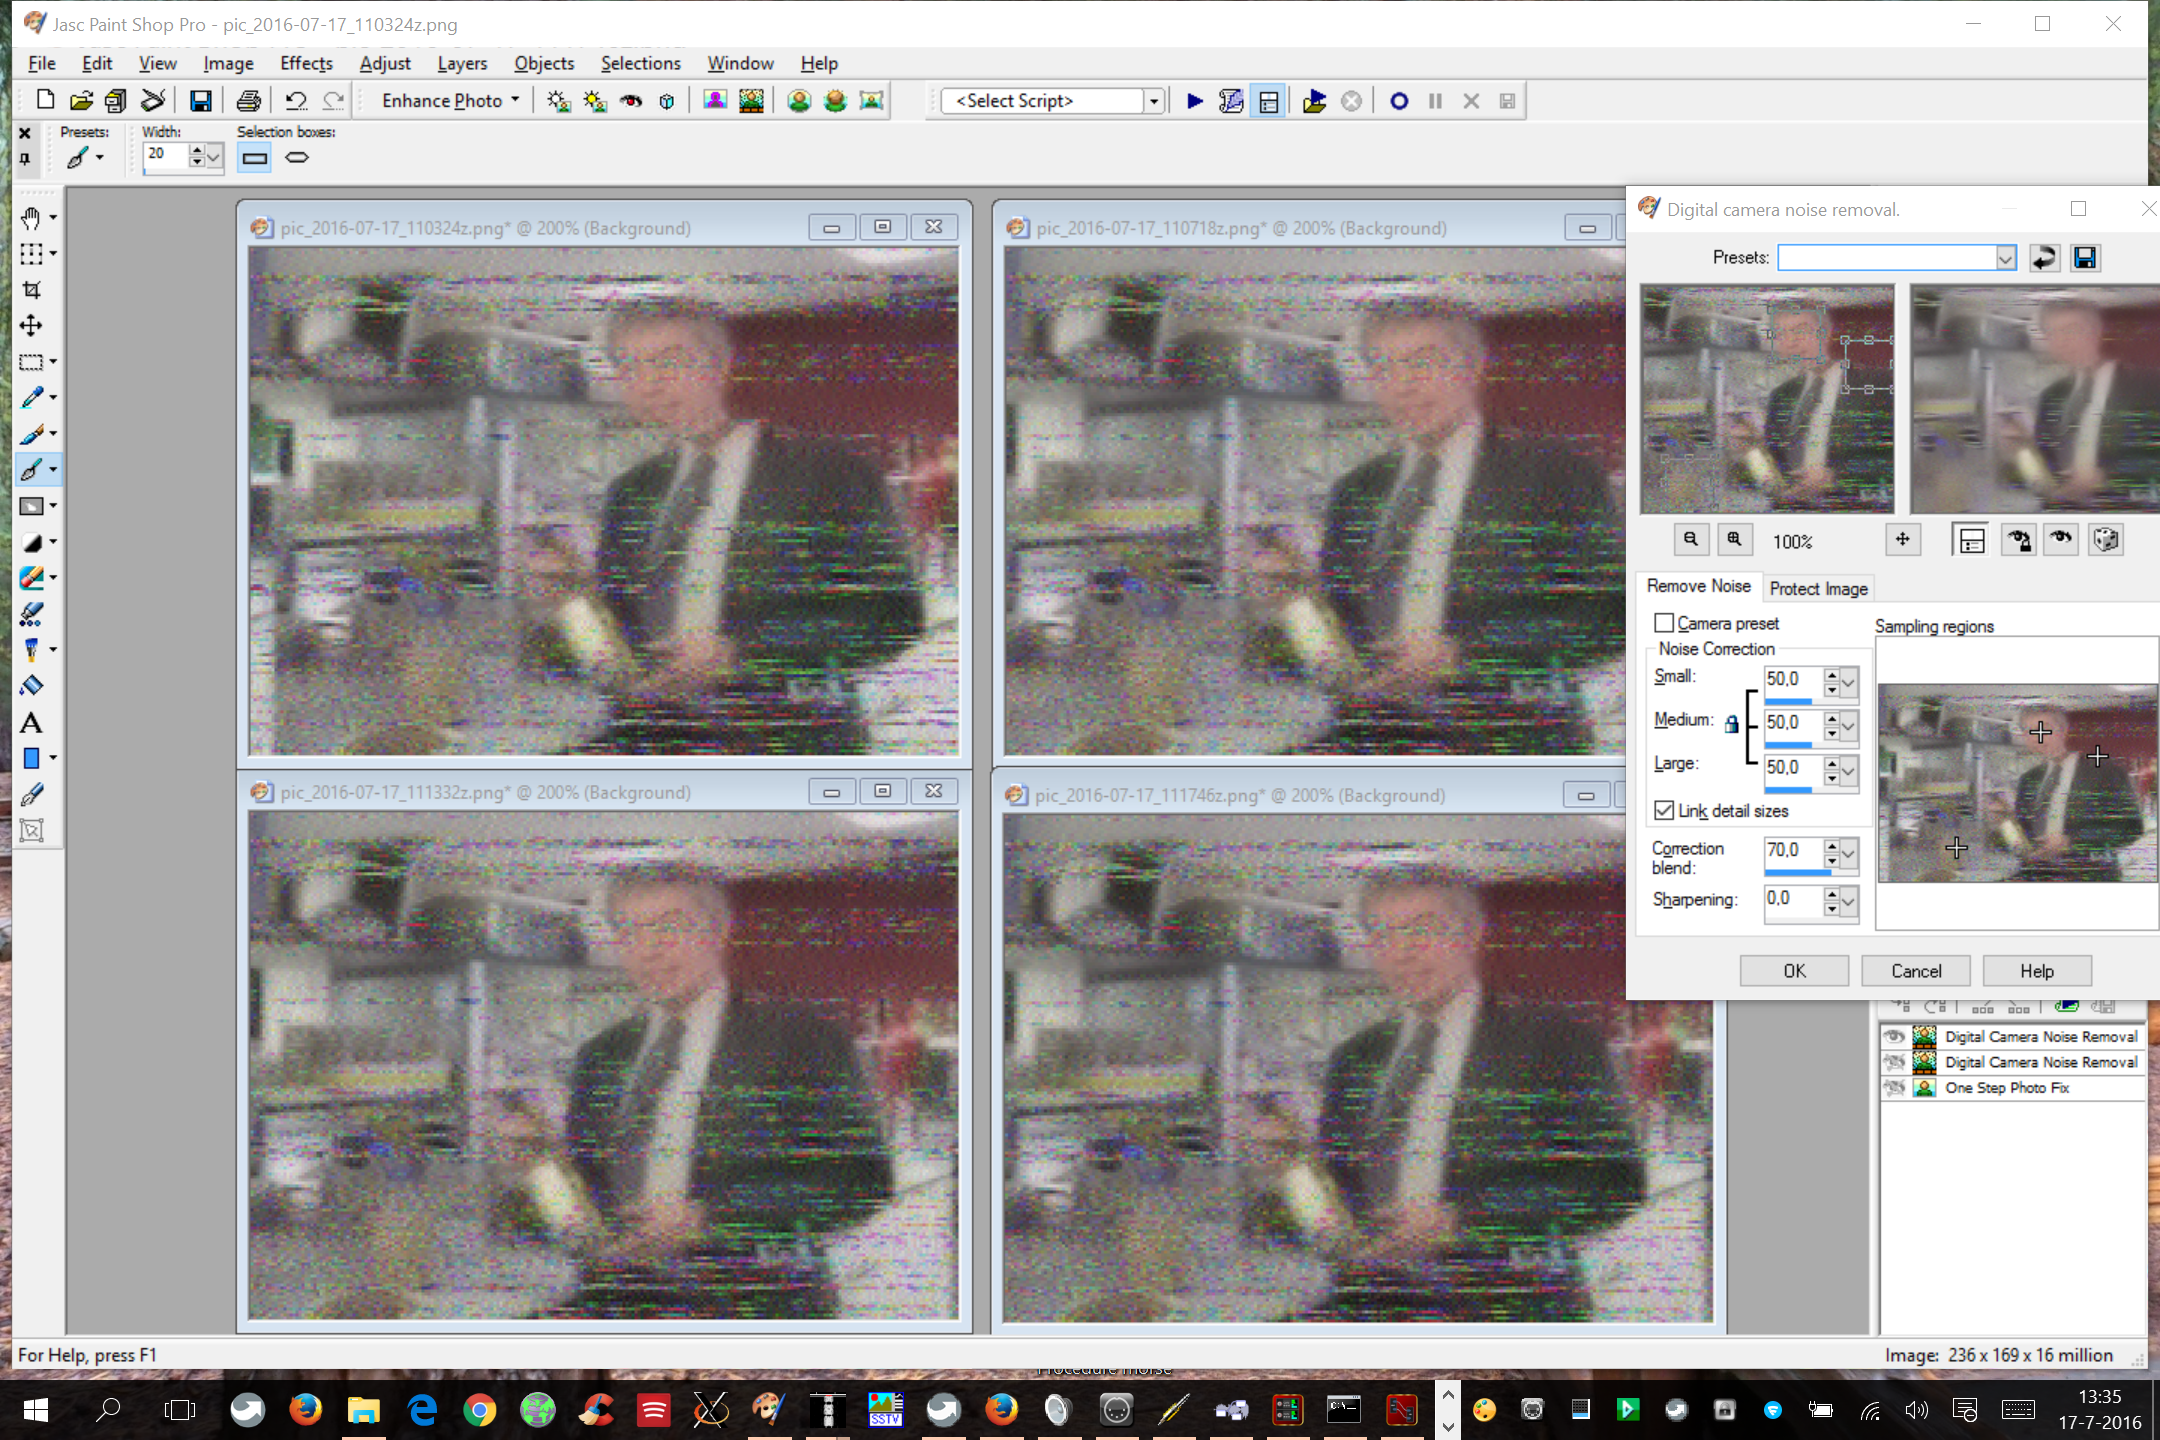 Jasc Paint Shop Pro - pic_2016-07-17_110324z.png
File Edit View Image Effects Adjust Layers Objects Selections Window Help
Enhance Photo <Select Script>
Presets: Width: Selection boxes:
20
pic_2016-07-17_110324z.png* @ 200% (Background)
pic_2016-07-17_110718z.png* @ 200% (Background)
Digital camera noise removal.
Presets:
100%
Remove Noise Protect Image
Camera preset
Sampling regions
Noise Correction
Small: 50,0
Medium: 50,0
Large: 50,0
Link detail sizes
Correction blend: 70,0
Sharpening: 0,0
OK Cancel Help
pic_2016-07-17_111332z.png* @ 200% (Background)
pic_2016-07-17_111746z.png* @ 200% (Background)
Digital Camera Noise Removal
Digital Camera Noise Removal
One Step Photo Fix
For Help, press F1
Image: 236 x 169 x 16 million
Procedure morse
SSTV
13:35
17-7-2016